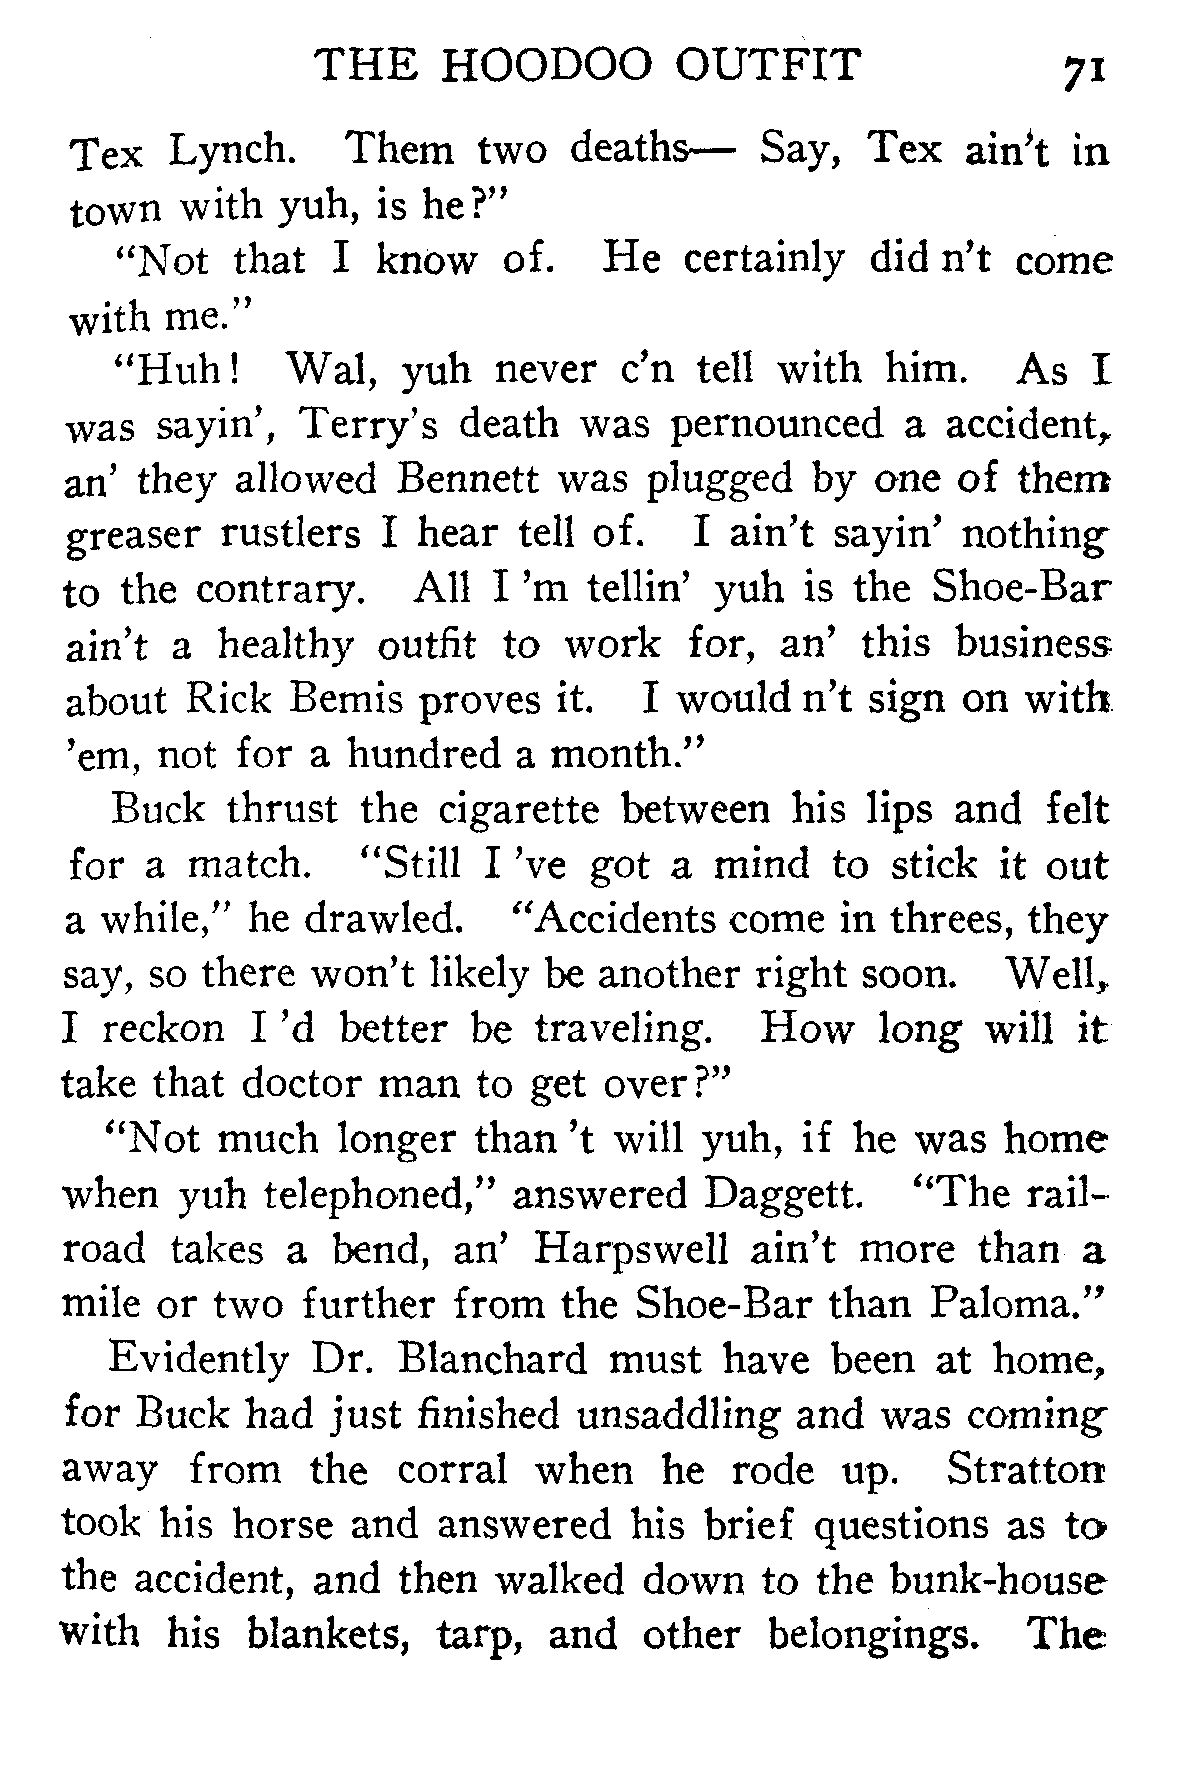 THE HOODOO OUTFIT 71
Tex Lynch. Them two deaths— Say, Tex ain't in
town with yuh, is he?"
"Not that I know of. He certainly did n't come
with me."
"Huh! Wal, yuh never c'n tell with him. As I
was sayin', Terry's death was pernounced a accident,
an' they allowed Bennett was plugged by one of them
greaser rustlers I hear tell of. I ain't sayin' nothing
to the contrary. All I 'm tellin' yuh is the Shoe-Bar
ain't a healthy outfit to work for, an' this business
about Rick Bemis proves it. I would n't sign on with
'em, not for a hundred a month."
Buck thrust the cigarette between his lips and felt
for a match. "Still I 've got a mind to stick it out
a while," he drawled. "Accidents come in threes, they
say, so there won't likely be another right soon. Well,
I reckon I 'd better be traveling. How long will it
take that doctor man to get over?"
"Not much longer than 't will yuh, if he was home
when yuh telephoned," answered Daggett. "The rail-
road takes a bend, an' Harpswell ain't more than a
mile or two further from the Shoe-Bar than Paloma."
Evidently Dr. Blanchard must have been at home,
for Buck had just finished unsaddling and was coming
away from the corral when he rode up. Stratton
took his horse and answered his brief questions as to
the accident, and then walked down to the bunk-house
with his blankets, tarp, and other belongings. The